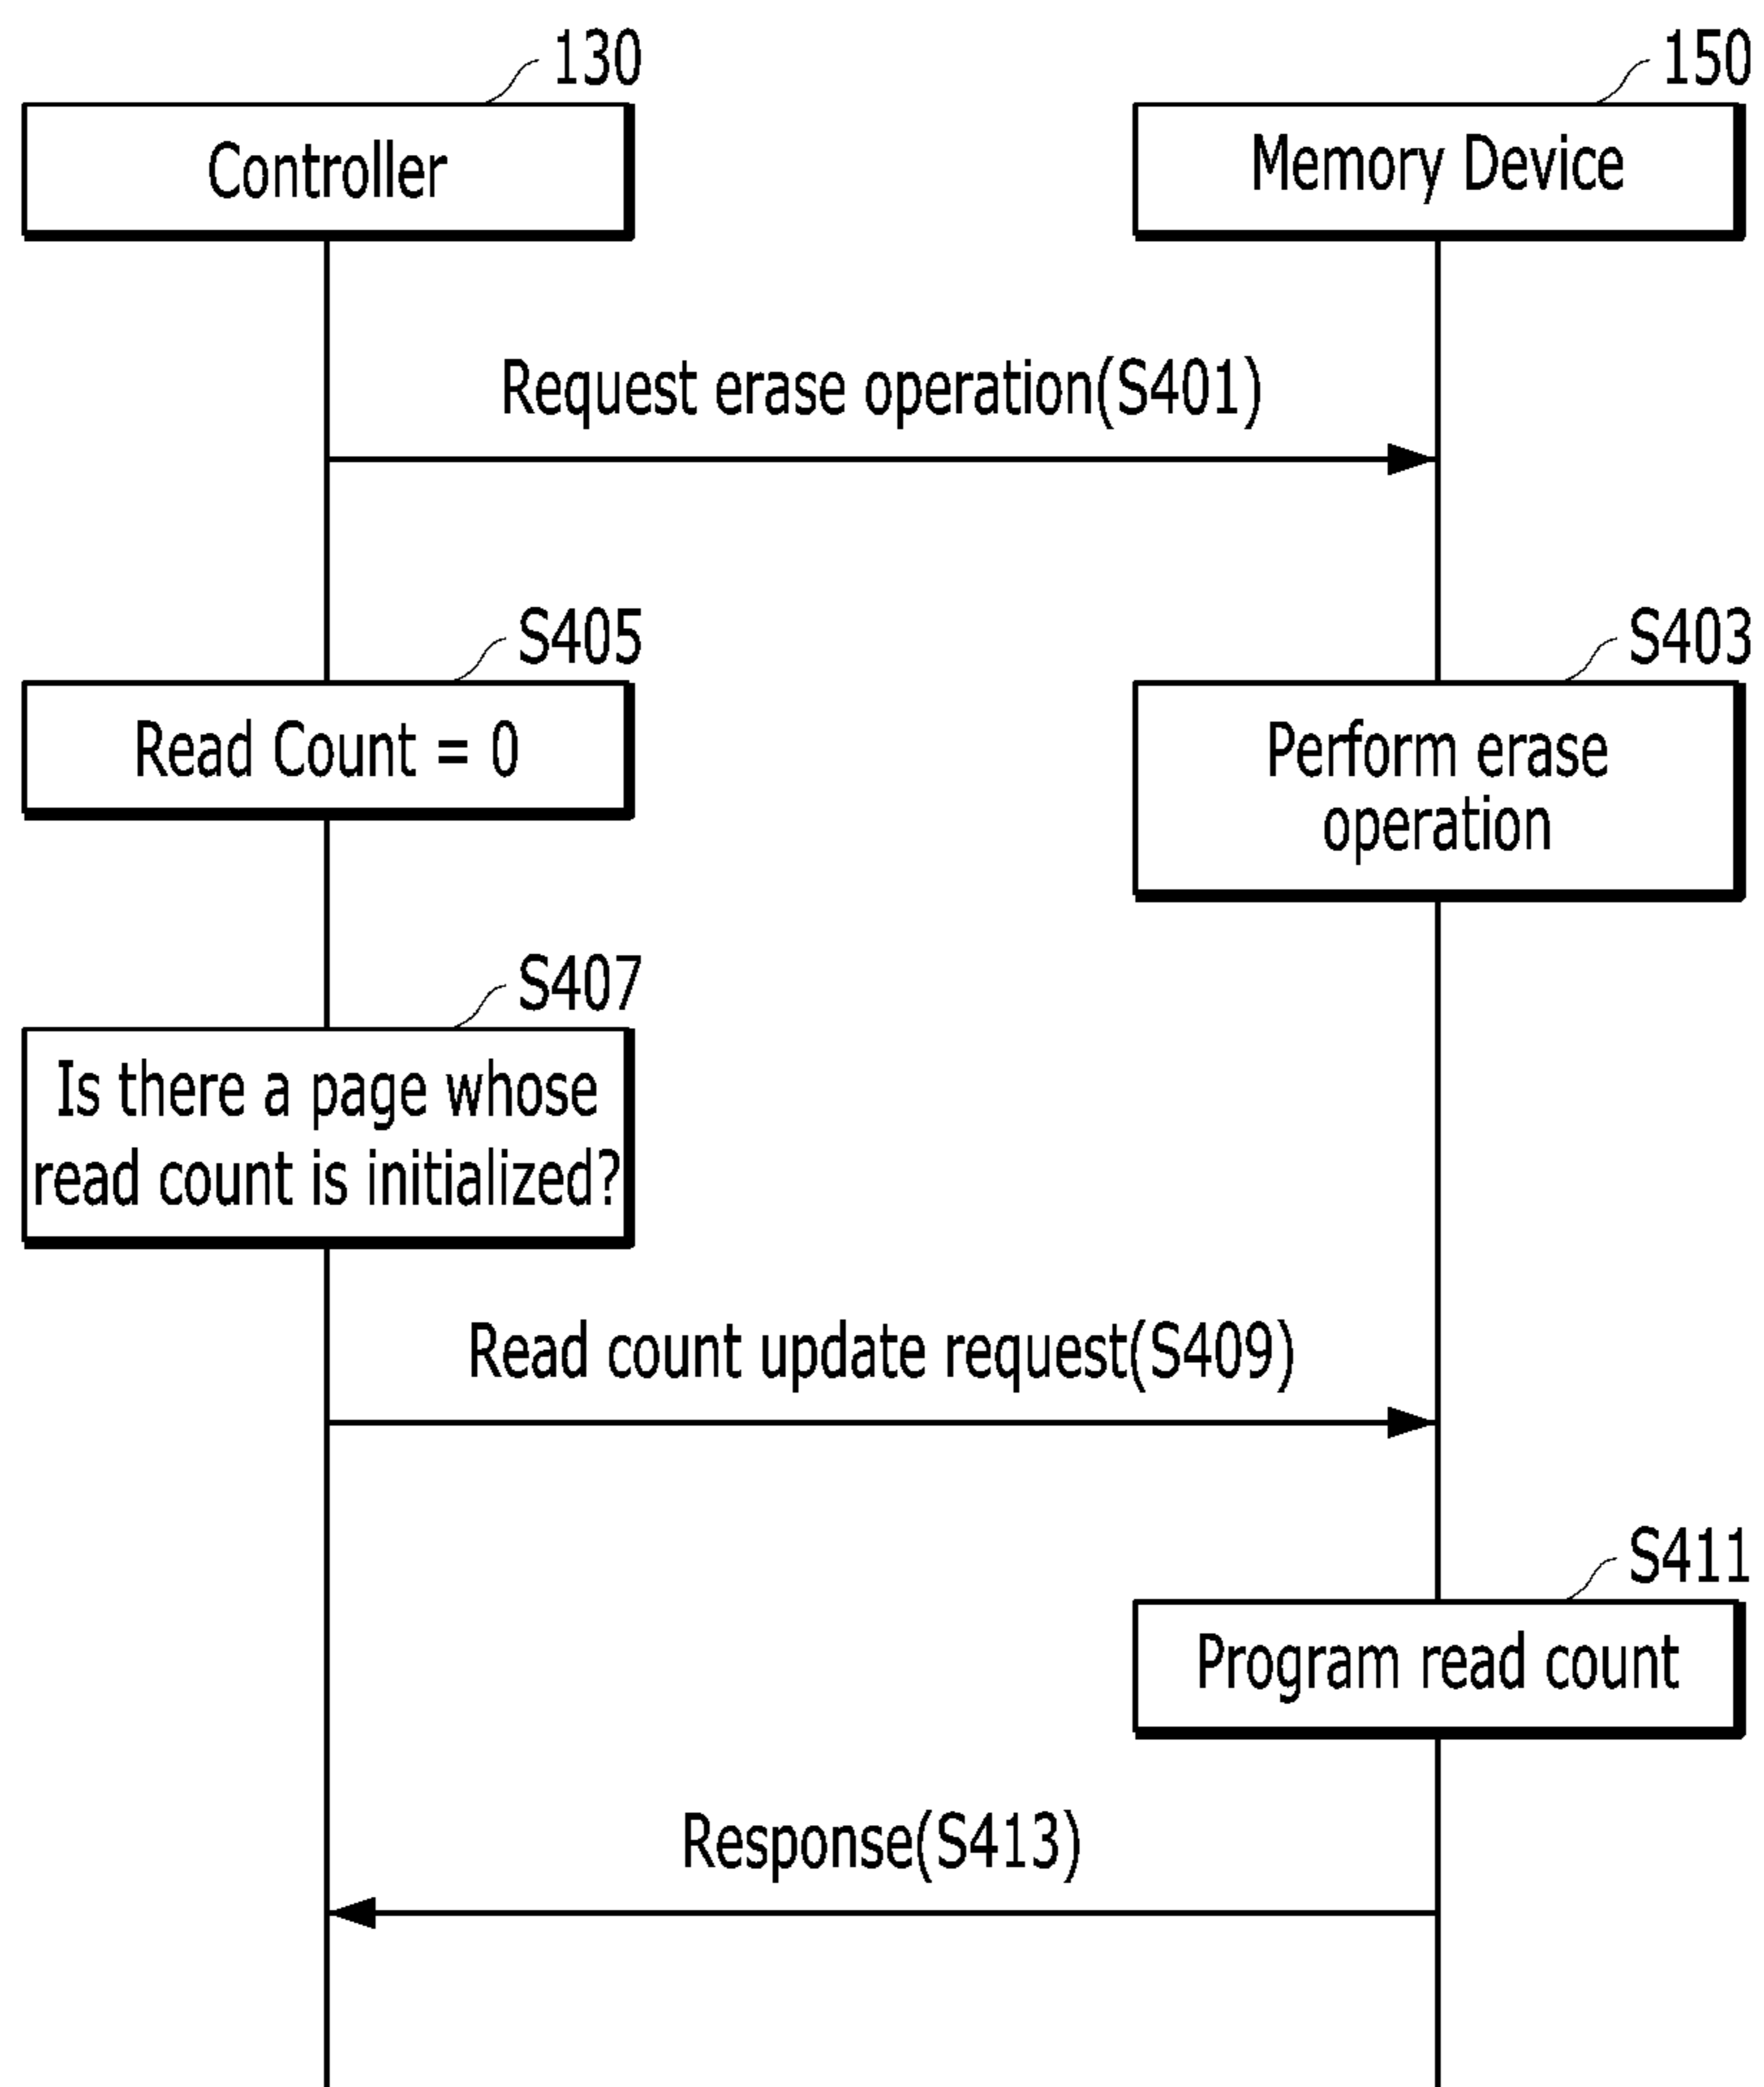 130
150
Controller
Memory Device
Request erase operation(S401)
S405
S403
Read Count = 0
Perform erase
operation
S407
Is there a page whose
read count is initialized?
Read count update request(S409)
S411
Program read count
Response(S413)